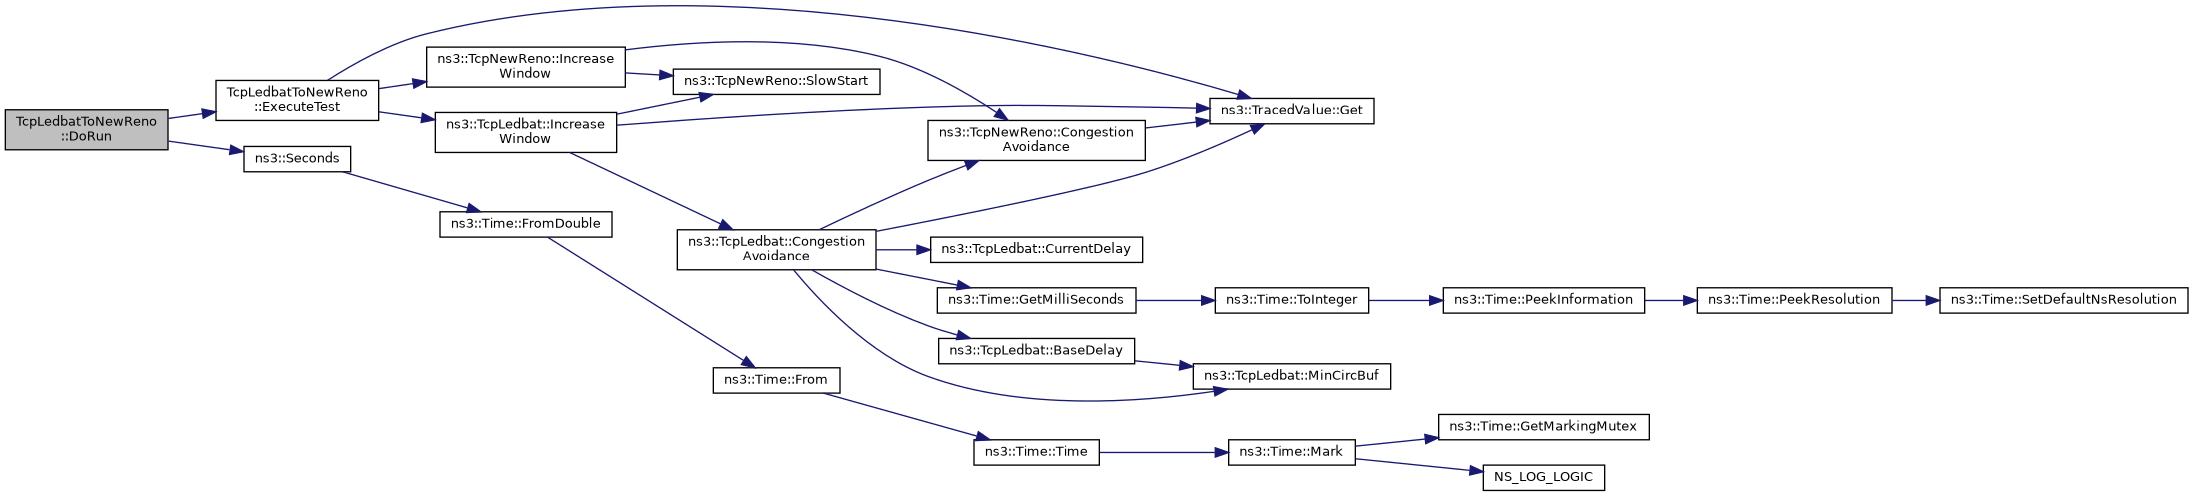 TcpLedbatToNewReno
::DoRun
TcpLedbatToNewReno
::ExecuteTest
ns3::Seconds
ns3::TcpNewReno::Increase
Window
ns3::TcpLedbat::Increase
Window
ns3::Time::FromDouble
ns3::TcpNewReno::SlowStart
ns3::TcpLedbat::Congestion
Avoidance
ns3::Time::From
ns3::TcpNewReno::Congestion
Avoidance
ns3::TcpLedbat::CurrentDelay
ns3::Time::GetMilliSeconds
ns3::TcpLedbat::BaseDelay
ns3::Time::Time
ns3::TracedValue::Get
ns3::Time::ToInteger
ns3::TcpLedbat::MinCircBuf
ns3::Time::Mark
ns3::Time::PeekInformation
ns3::Time::GetMarkingMutex
NS_LOG_LOGIC
ns3::Time::PeekResolution
ns3::Time::SetDefaultNsResolution